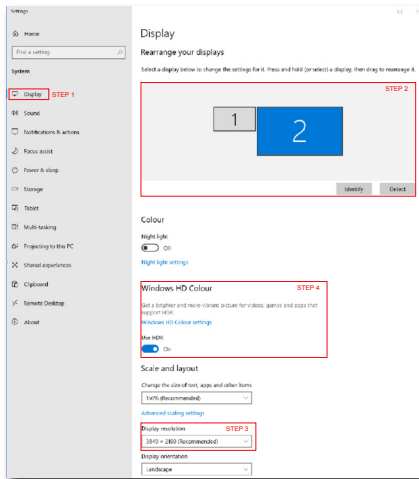 Settings
Home
Find a setting
System
Display STEP 1
Sound
Notifications & actions
Focus assist
Power & sleep
Storage
Tablet
Multi-tasking
Projecting to this PC
Shared experiences
Clipboard
Remote Desktop
About
Display
Rearrange your displays
Select a display below to change the settings for it. Press and hold (or select) a display, then drag to rearrange it.
STEP 2
1 2
Identify Detect
Colour
Night light
Off
Night light settings
Windows HD Colour STEP 4
Get a brighter and more vibrant picture for videos, games and apps that
support HDR.
Windows HD Colour settings
Use HDR
On
Scale and layout
Change the size of text, apps and other items
150% (Recommended)
Advanced scaling settings
Display resolution STEP 3
3840 × 2160 (Recommended)
Display orientation
Landscape